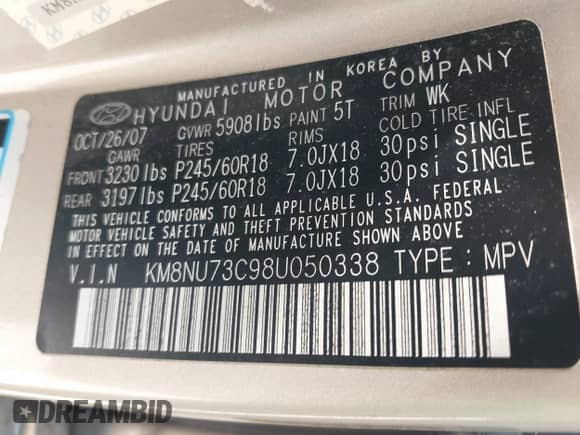 KM8
MANUFACTURED IN KOREA BY
HYUNDAI MOTOR COMPANY
OCT/26/07 GVWR 5908lbs PAINT 5T TRIM WK
GAWR TIRES RIMS COLD TIRE INFL
FRONT 3230lbs P245/60R18 7.0JX18 30psi SINGLE
REAR 3197lbs P245/60R18 7.0JX18 30psi SINGLE
THIS VEHICLE CONFORMS TO ALL APPLICABLE U.S.A. FEDERAL
MOTOR VEHICLE SAFETY AND THEFT PREVENTION STANDARDS
IN EFFECT ON THE DATE OF MANUFACTURE SHOWN ABOVE
V.I.N KM8NU73C98U050338 TYPE: MPV
DREAMBID